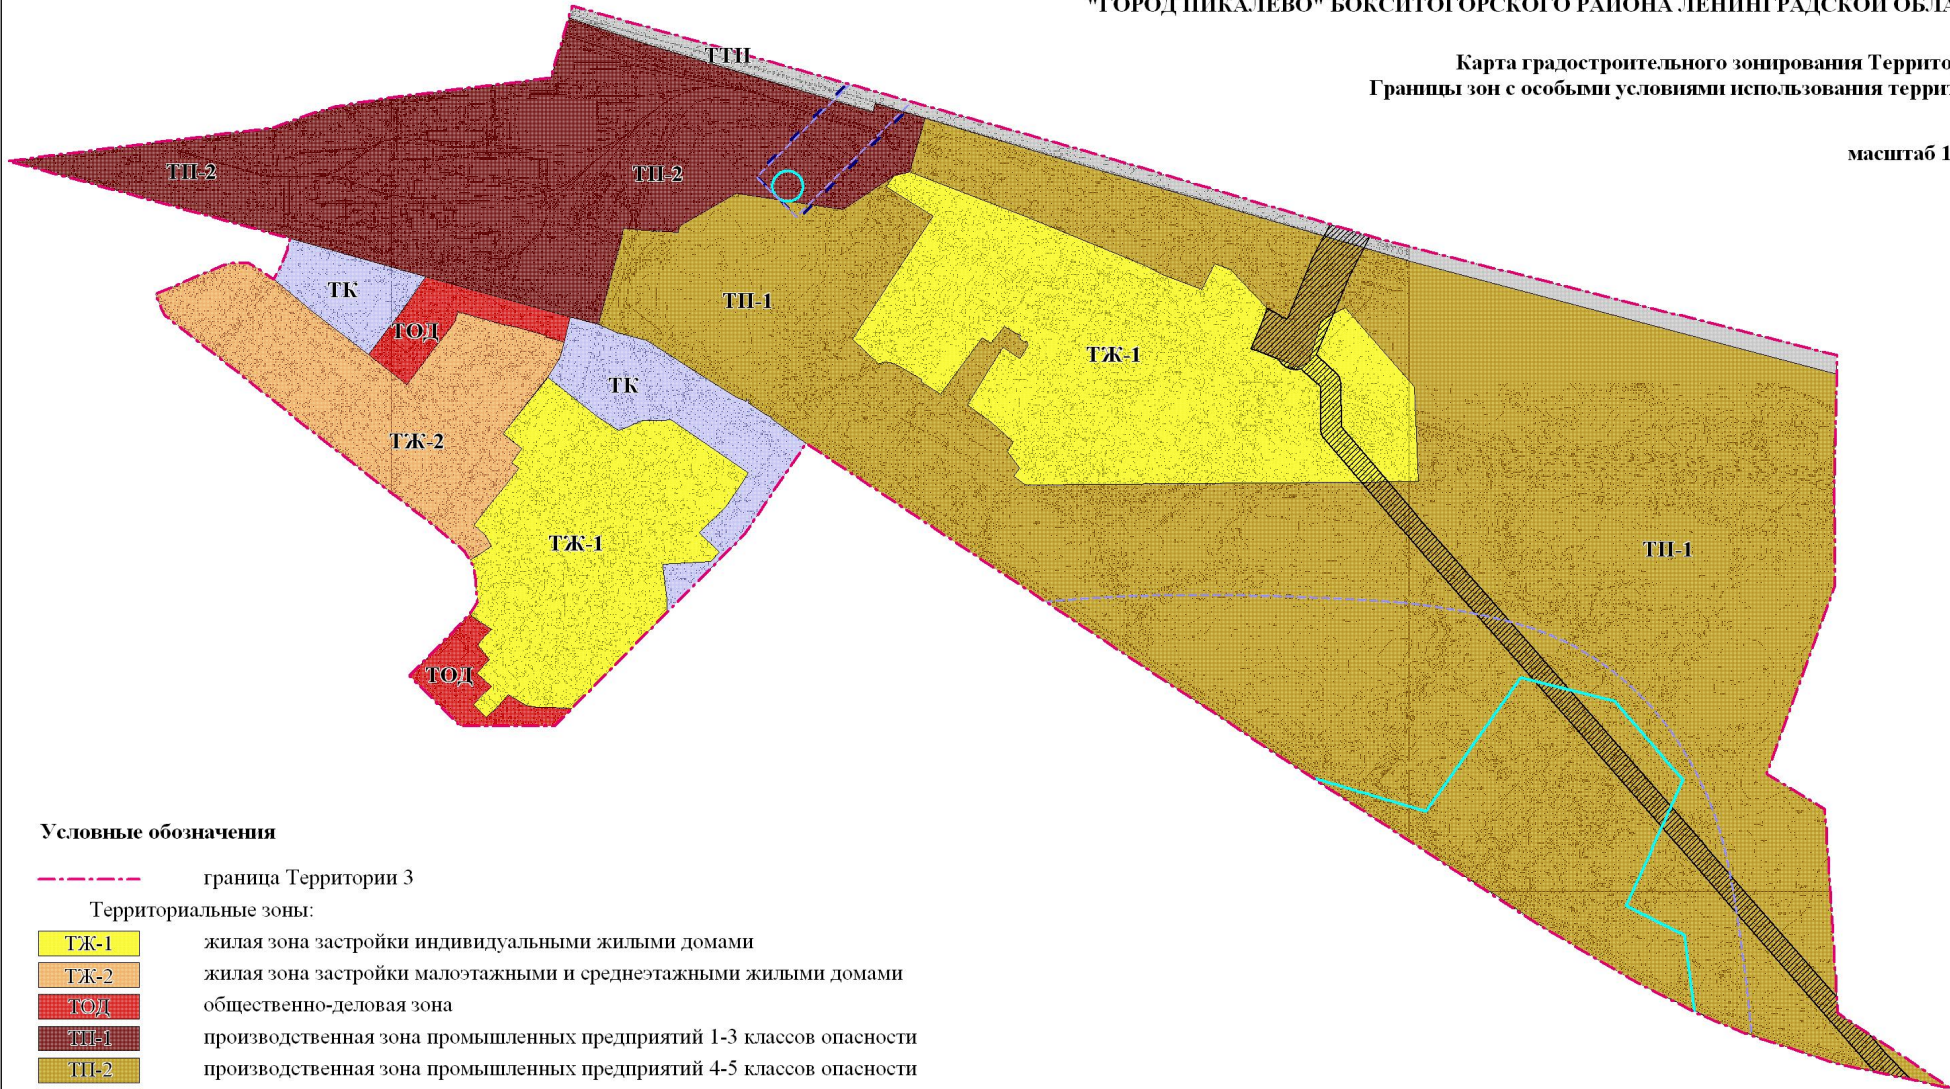 "ГОРОД ПИКАЛЕВО" БОКСИТОГОРСКОГО РАЙОНА ЛЕНИНГРАДСКОЙ ОБЛА
Карта градостроительного зонирования Террито
Границы зон с особыми условиями использования террит
масштаб 1
ТТИ
ТП-2
ТП-2
ТК
ТОД
ТП-1
ТЖ-1
ТК
ТЖ-2
ТЖ-1
ТП-1
ТОД
Условные обозначения
граница Территории 3
Территориальные зоны:
ТЖ-1 жилая зона застройки индивидуальными жилыми домами
ТЖ-2 жилая зона застройки малоэтажными и среднеэтажными жилыми домами
ТОД общественно-деловая зона
ТП-1 производственная зона промышленных предприятий 1-3 классов опасности
ТП-2 производственная зона промышленных предприятий 4-5 классов опасности